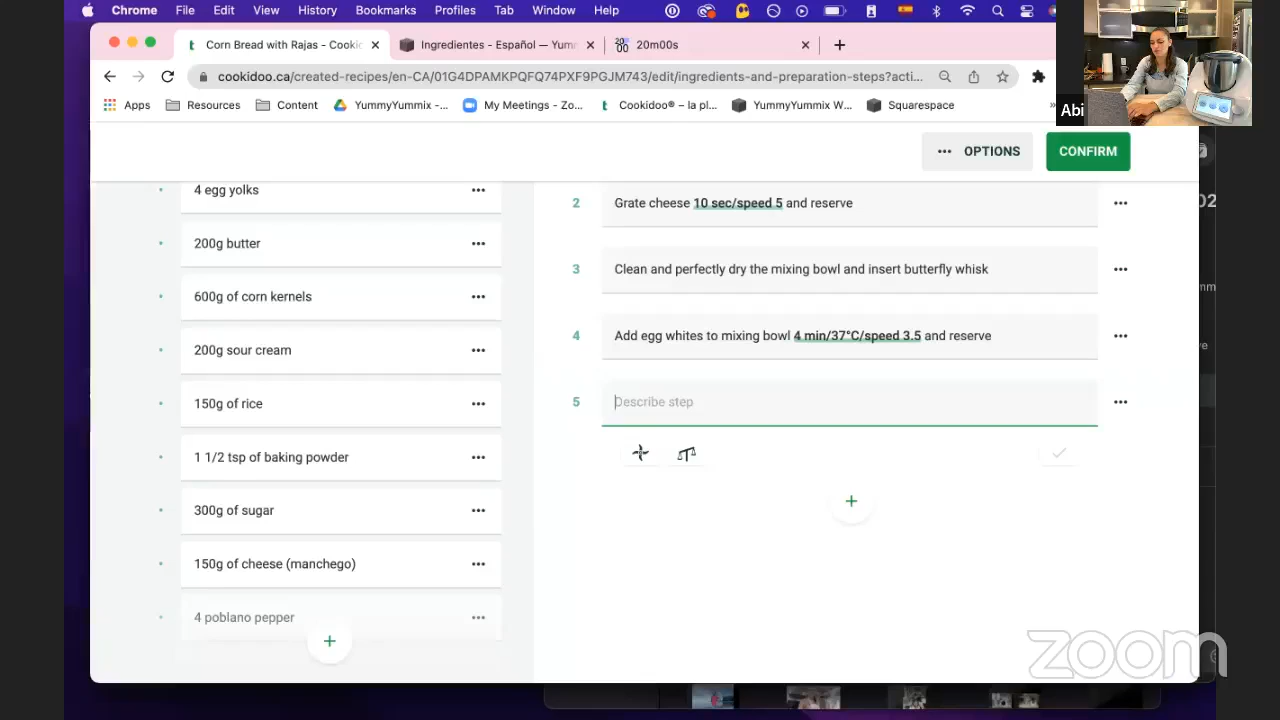 Chrome File Edit View History Bookmarks Profiles Tab Window Help
Corn Bread with Rajas - Cookid
Ingredientes - Español — Yumm
20m00s
cookidoo.ca/created-recipes/en-CA/01G4DPAMKPQFQ74PXF9PGJM743/edit/ingredients-and-preparation-steps?acti...
Apps Resources Content YummyYummix -... My Meetings - Zo... Cookidoo® – la pl... YummyYummix W... Squarespace
Abi
OPTIONS
CONFIRM
4 egg yolks
200g butter
600g of corn kernels
200g sour cream
150g of rice
1 1/2 tsp of baking powder
300g of sugar
150g of cheese (manchego)
4 poblano pepper
2 Grate cheese 10 sec/speed 5 and reserve
3 Clean and perfectly dry the mixing bowl and insert butterfly whisk
4 Add egg whites to mixing bowl 4 min/37°C/speed 3.5 and reserve
5 Describe step
zoom